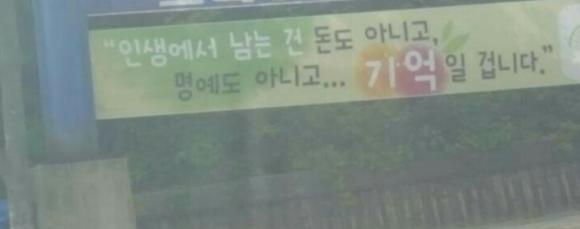 “인생에서 남는 건 돈도 아니고,
명예도 아니고... 기억일 겁니다.”